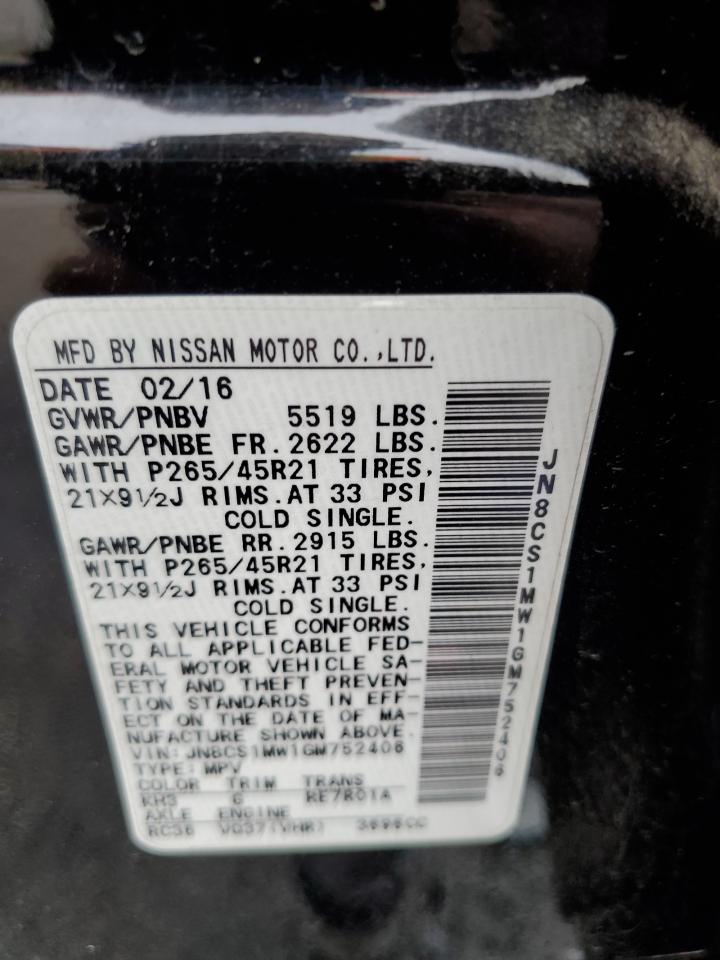 MFD BY NISSAN MOTOR CO.,LTD.
DATE 02/16
GVWR/PNBV 5519 LBS.
GAWR/PNBE FR.2622 LBS.
WITH P265/45R21 TIRES,
21X9½J RIMS.AT 33 PSI
COLD SINGLE.
GAWR/PNBE RR.2915 LBS.
WITH P265/45R21 TIRES,
21X9½J RIMS.AT 33 PSI
COLD SINGLE.
THIS VEHICLE CONFORMS
TO ALL APPLICABLE FED-
ERAL MOTOR VEHICLE SA-
FETY AND THEFT PREVEN-
TION STANDARDS IN EFF-
ECT ON THE DATE OF MA-
NUFACTURE SHOWN ABOVE.
VIN: JN8CS1MW1GM752406
TYPE: MPV
COLOR TRIM TRANS
KH3 G RE7R01A
AXLE ENGINE
RC36 VQ37(VHR) 3696CC
JN8CS1MW1GM752406